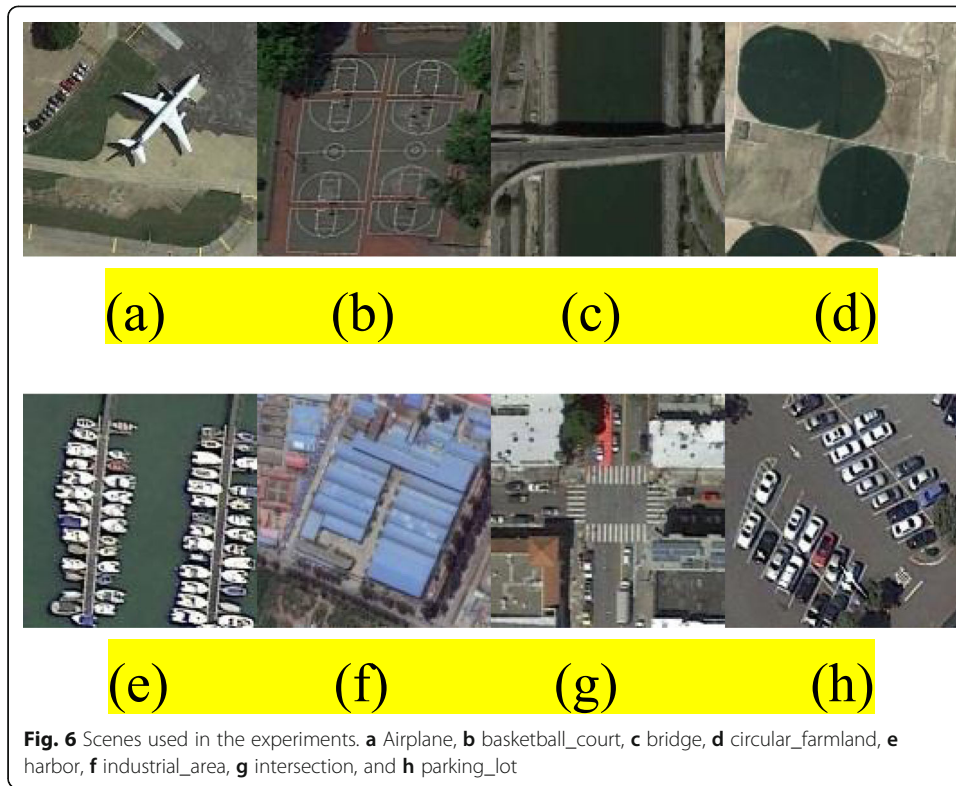 (a) (b) (c) (d)
(e) (f) (g) (h)
Fig. 6 Scenes used in the experiments. a Airplane, b basketball_court, c bridge, d circular_farmland, e
harbor, f industrial_area, g intersection, and h parking_lot